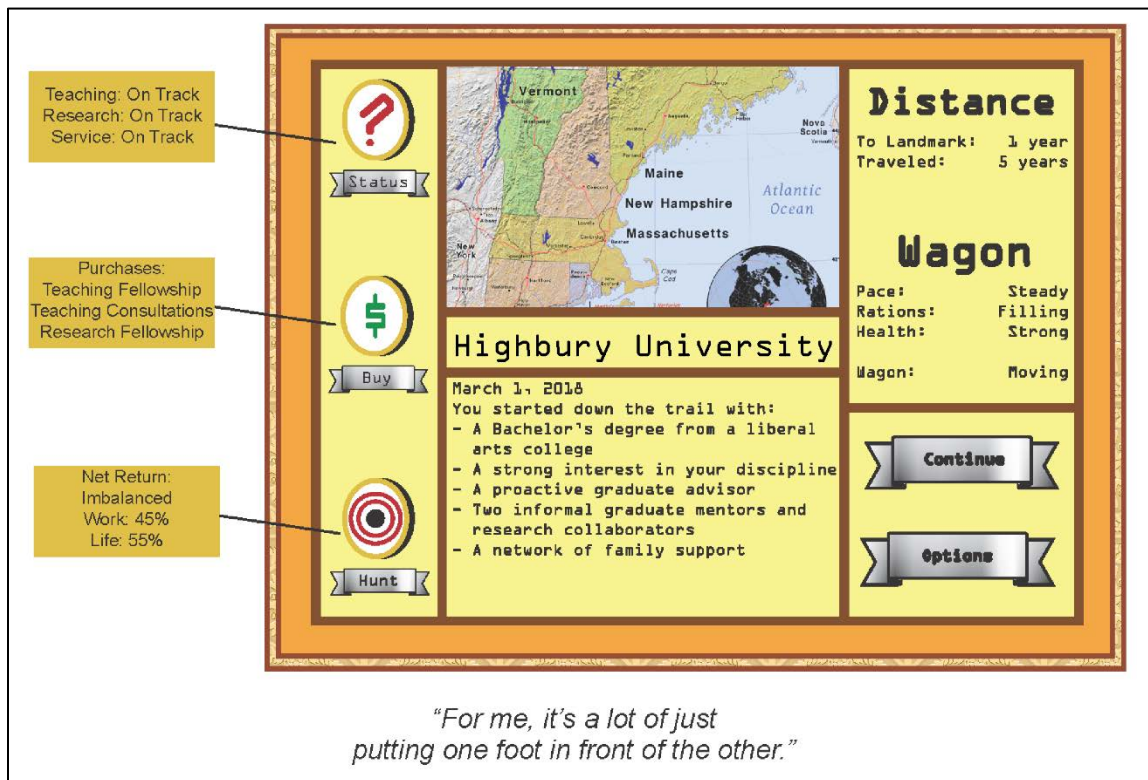 Teaching: On Track
Research: On Track
Service: On Track
Status
Purchases:
Teaching Fellowship
Teaching Consultations
Research Fellowship
Buy
Net Return:
Imbalanced
Work: 45%
Life: 55%
Hunt
Vermont
Maine
New Hampshire
Massachusetts
Atlantic
Ocean
New
York
Nova
Scotia
Cape
Cod
Concord
Boston
Highbury University
March 1, 2018
You started down the trail with:
- A Bachelor's degree from a liberal
arts college
- A strong interest in your discipline
- A proactive graduate advisor
- Two informal graduate mentors and
research collaborators
- A network of family support
Distance
To Landmark: 1 year
Traveled: 5 years
Wagon
Pace: Steady
Rations: Filling
Health: Strong
Wagon: Moving
Continue
Options
“For me, it’s a lot of just
putting one foot in front of the other.”